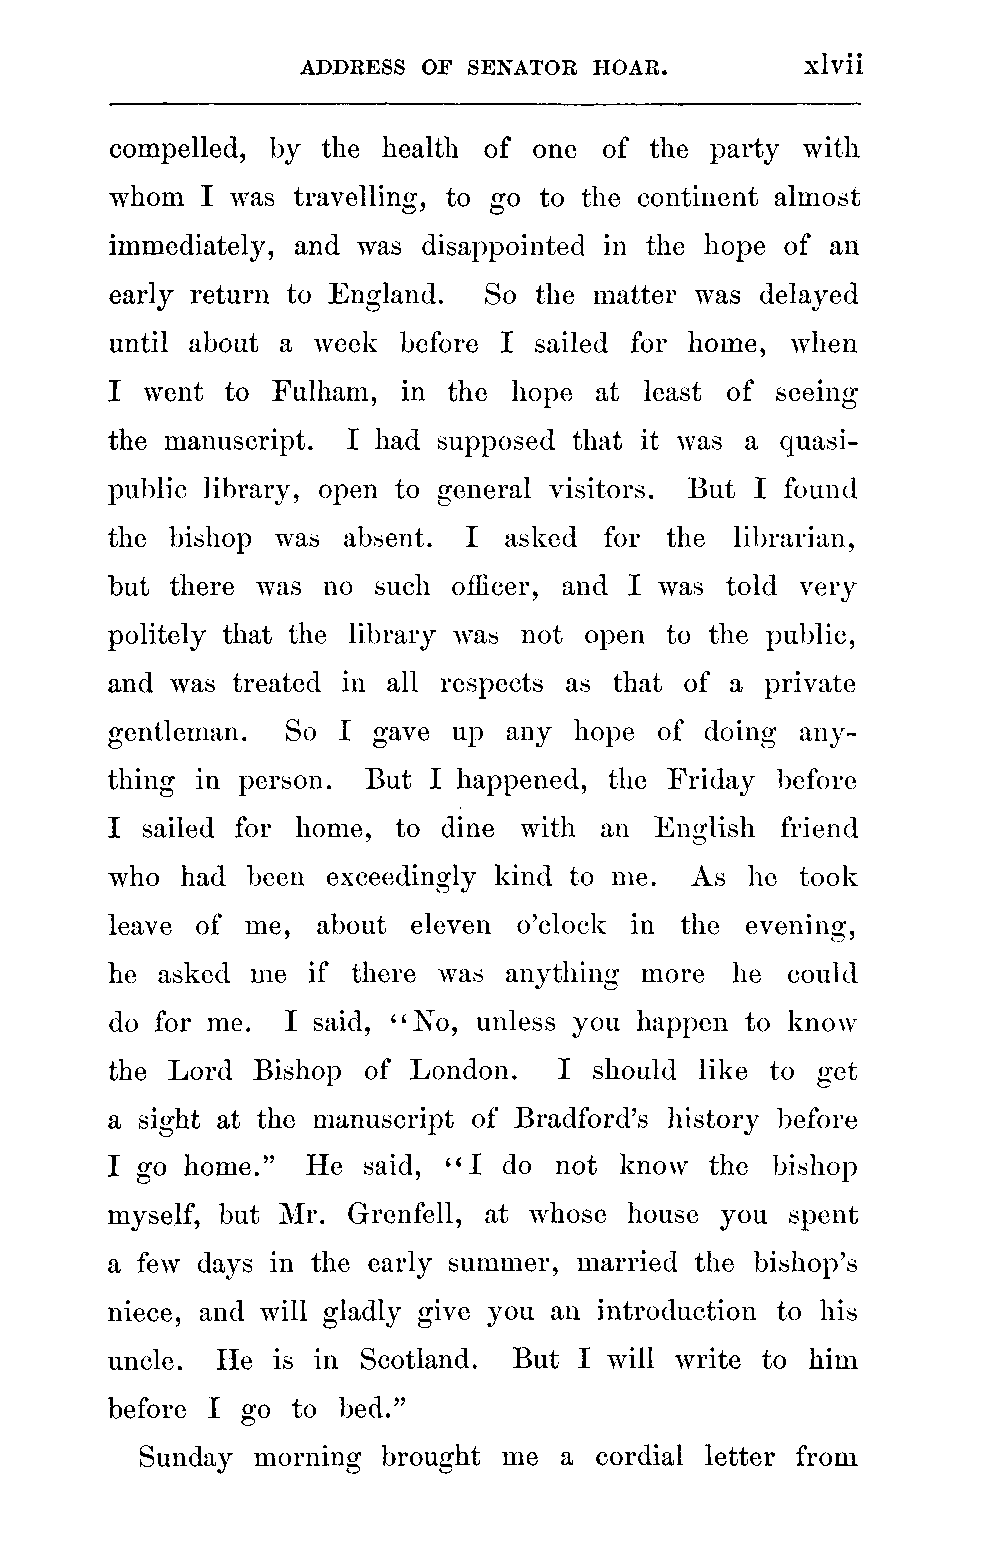 ADDRESS OF SENATOR HOAR. xlvii
compelled, by the health of one of the party with
whom I was travelling, to go to the continent almost
immediately, and was disappointed in the hope of an
early return to England. So the matter was delayed
until about a week before I sailed for home, when
I went to Fulham, in the hope at least of seeing
the manuscript. I had supposed that it was a quasi-
public library, open to general visitors. But I found
the bishop was absent. I asked for the librarian,
but there was no such officer, and I was told very
politely that the library was not open to the public,
and was treated in all respects as that of a private
gentleman. So I gave up any hope of doing any-
thing in person. But I happened, the Friday before
I sailed for home, to dine with an English friend
who had been exceedingly kind to me. As he took
leave of me, about eleven o'clock in the evening,
he asked me if there was anything more he could
do for me. I said, “No, unless you happen to know
the Lord Bishop of London. I should like to get
a sight at the manuscript of Bradford's history before
I go home.” He said, “I do not know the bishop
myself, but Mr. Grenfell, at whose house you spent
a few days in the early summer, married the bishop's
niece, and will gladly give you an introduction to his
uncle. He is in Scotland. But I will write to him
before I go to bed.”
Sunday morning brought me a cordial letter from